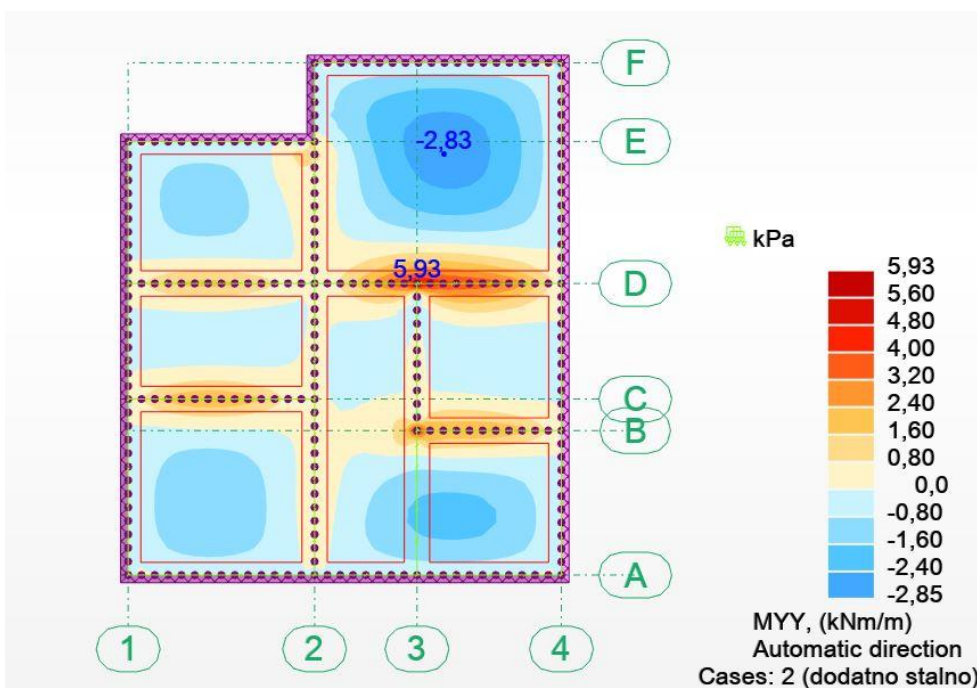 F
E
-2,83
kPa
5,93
D
5,93
5,60
4,80
4,00
3,20
2,40
1,60
0,80
0,0
-0,80
-1,60
-2,40
-2,85
C
B
A
1
2
3
4
MYY, (kNm/m)
Automatic direction
Cases: 2 (dodatno stalno)